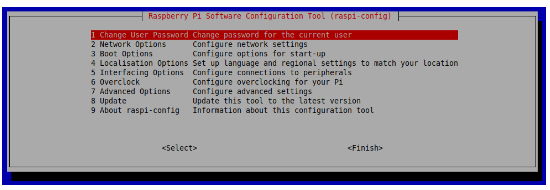 Raspberry Pi Software Configuration Tool (raspi-config)
1 Change User Password Change password for the current user
2 Network Options Configure network settings
3 Boot Options Configure options for start-up
4 Localisation Options Set up language and regional settings to match your location
5 Interfacing Options Configure connections to peripherals
6 Overclock Configure overclocking for your Pi
7 Advanced Options Configure advanced settings
8 Update Update this tool to the latest version
9 About raspi-config Information about this configuration tool
<Select> <Finish>